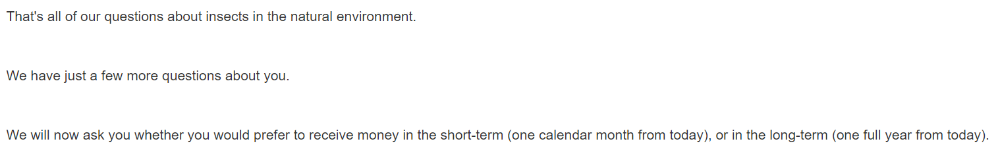 That's all of our questions about insects in the natural environment.
We have just a few more questions about you.
We will now ask you whether you would prefer to receive money in the short-term (one calendar month from today), or in the long-term (one full year from today).